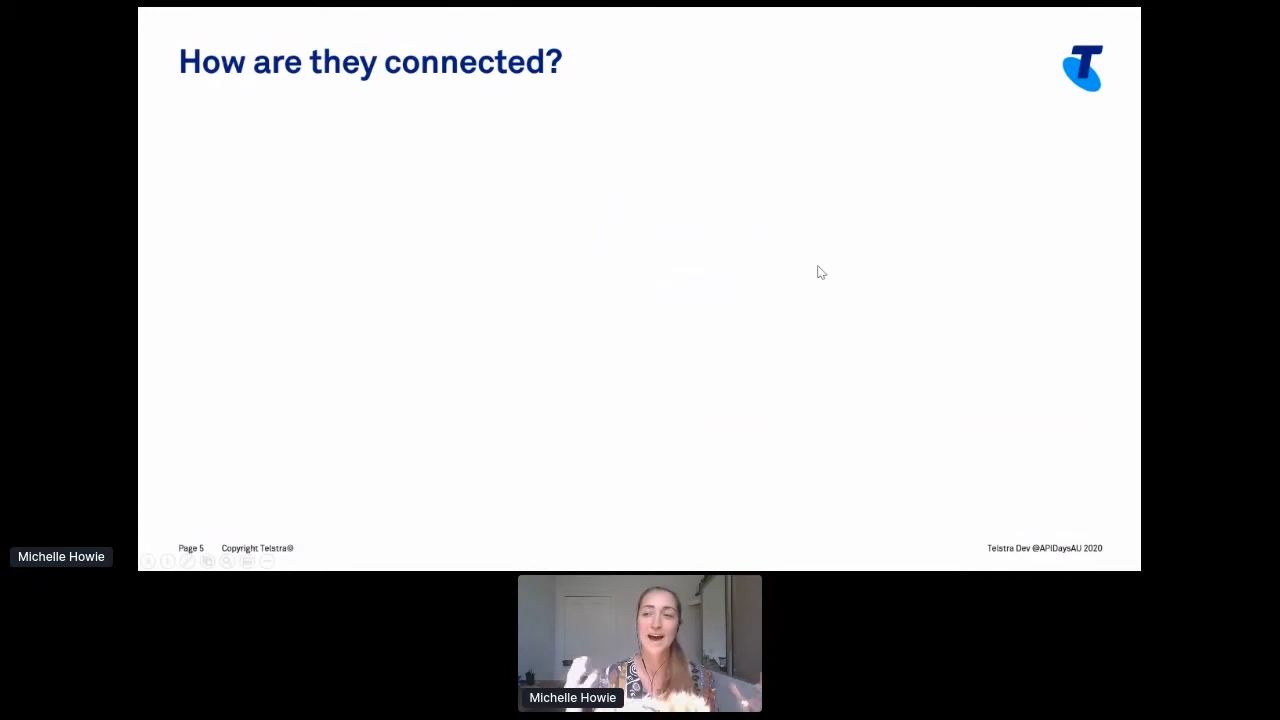 How are they connected?
T
Page 5 Copyright Telstra©
Telstra Dev @APIDaysAU 2020
Michelle Howie
Michelle Howie